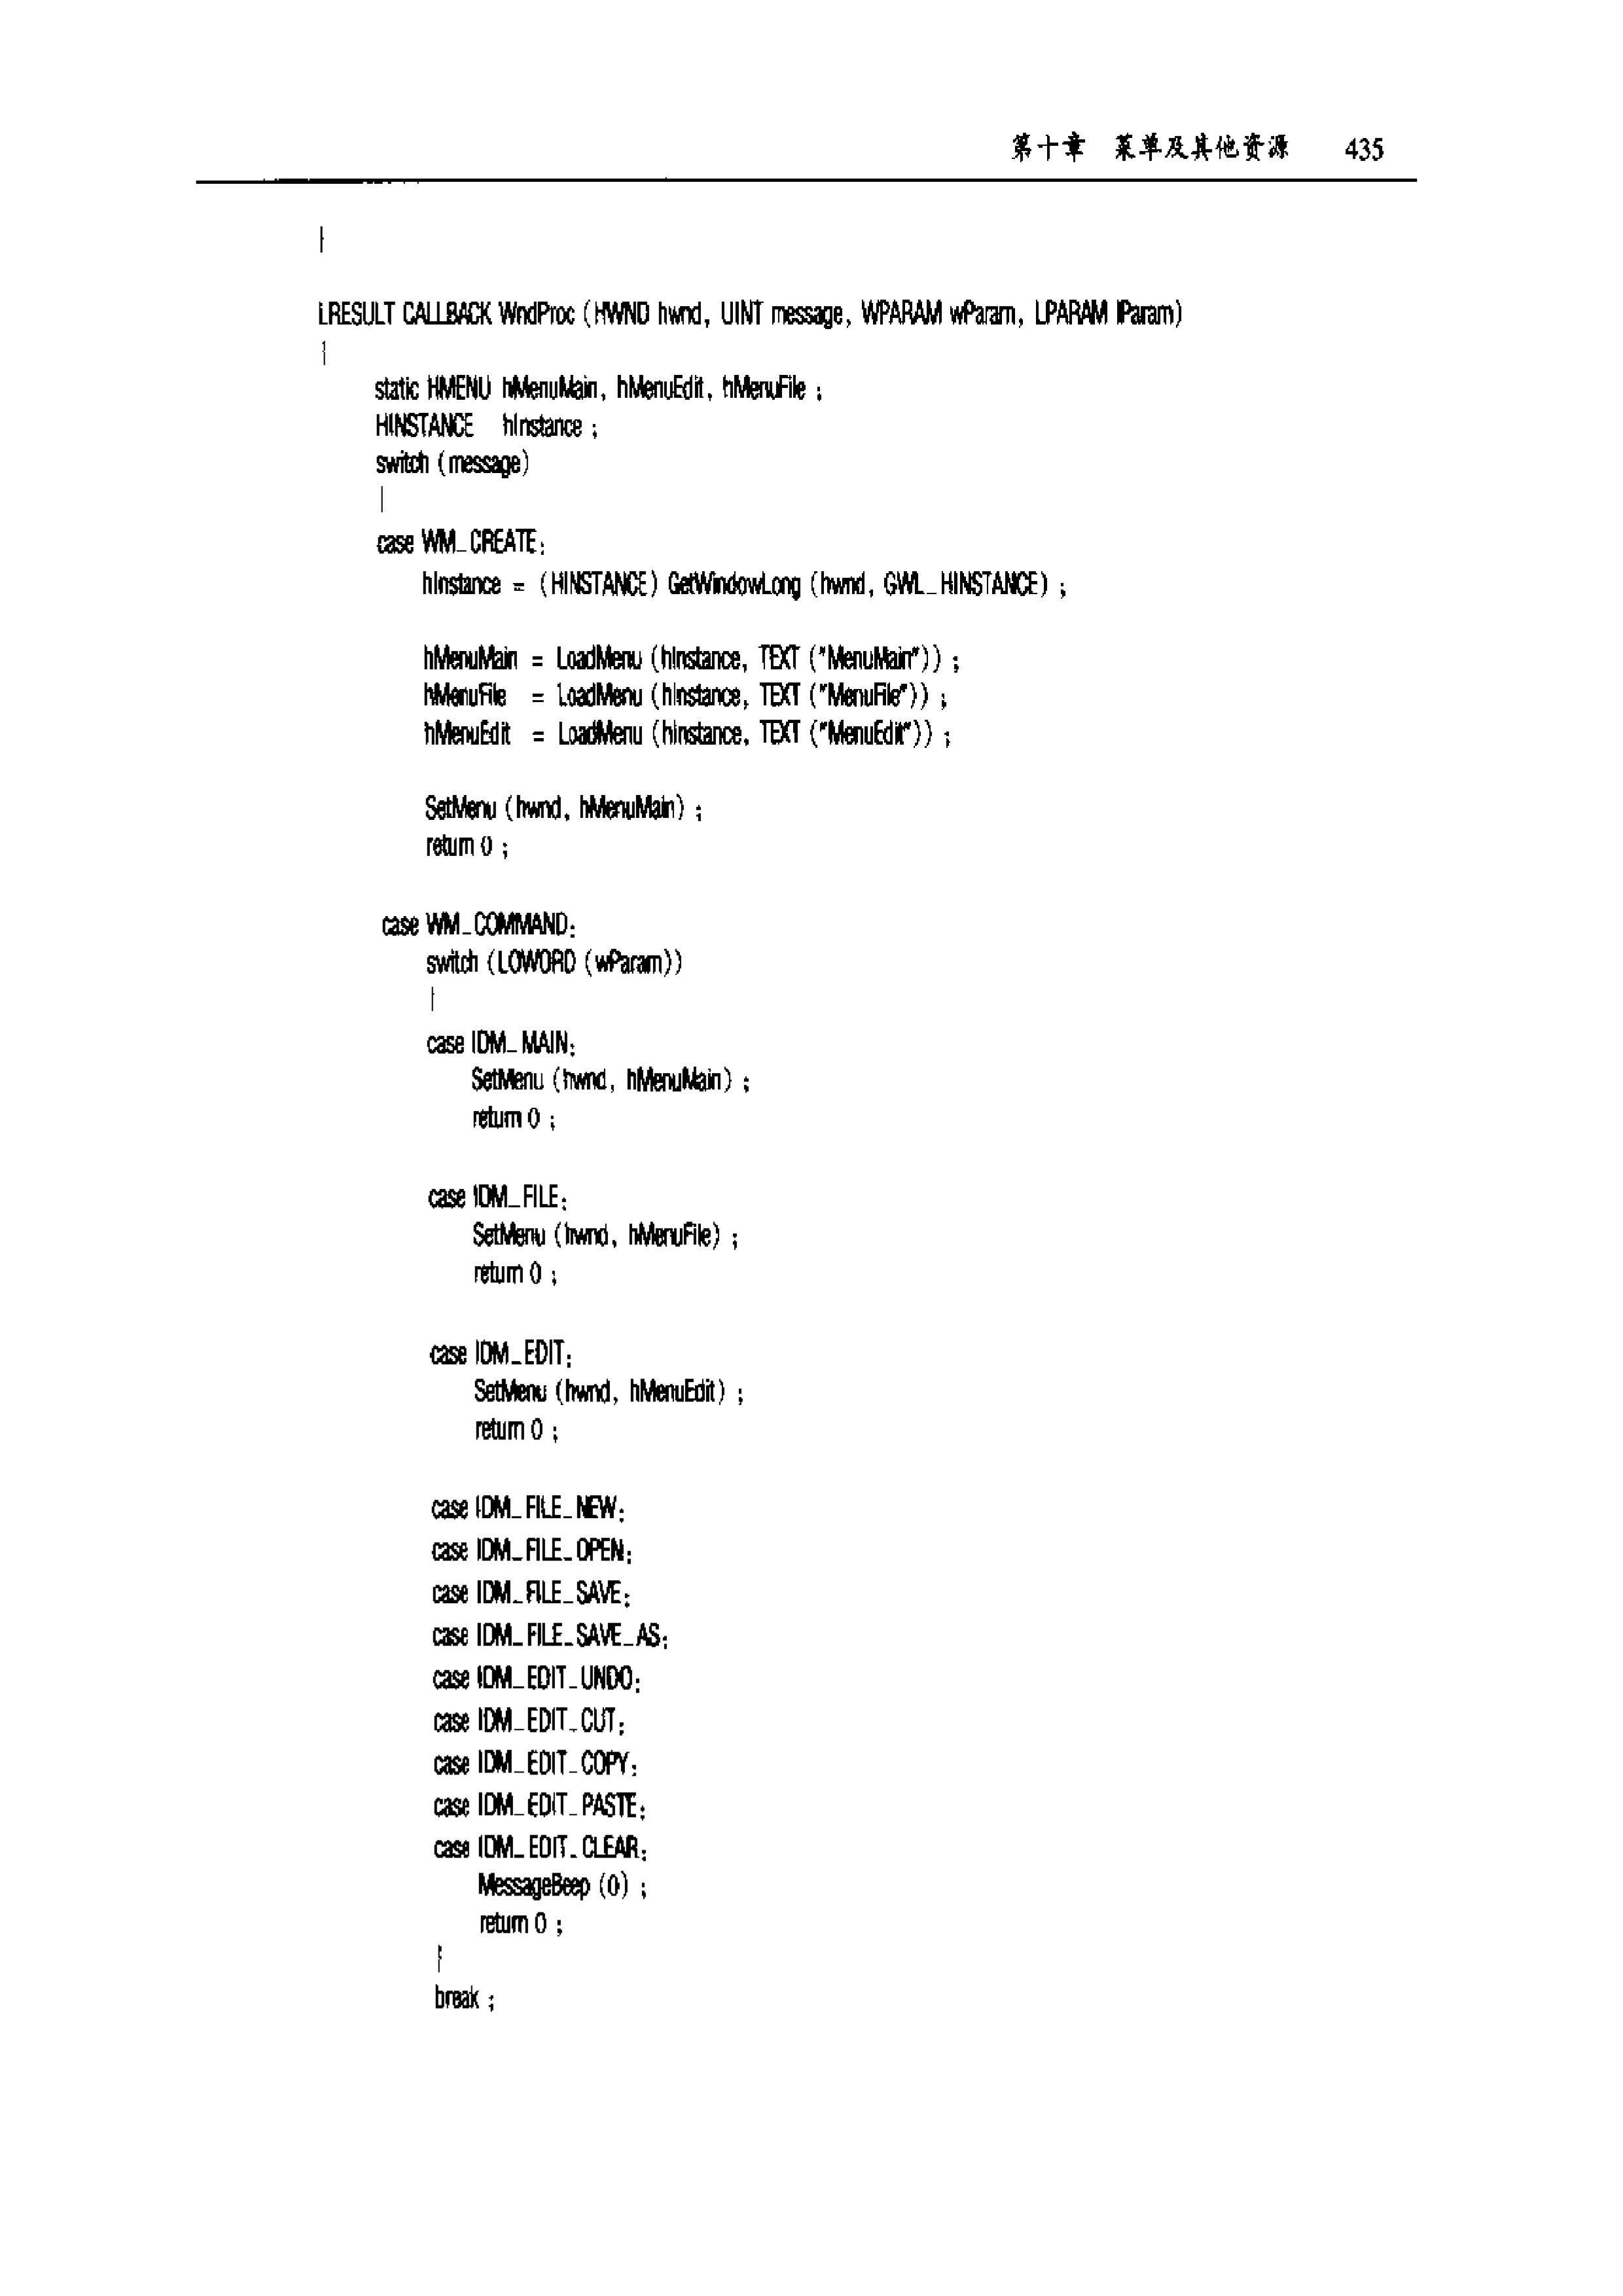 第十章 菜单及其他资源 435
}
LRESULT CALLBACK WndProc (HWND hwnd, UINT message, WPARAM wParam, LPARAM lParam)
{
static HMENU hMenuMain, hMenuEdit, hMenuFile ;
HINSTANCE hInstance ;
switch (message)
{
case WM_CREATE:
hInstance = (HINSTANCE) GetWindowLong (hwnd, GWL_HINSTANCE) ;
hMenuMain = LoadMenu (hInstance, TEXT ("MenuMain")) ;
hMenuFile = LoadMenu (hInstance, TEXT ("MenuFile")) ;
hMenuEdit = LoadMenu (hInstance, TEXT ("MenuEdit")) ;
SetMenu (hwnd, hMenuMain) ;
return 0 ;
case WM_COMMAND:
switch (LOWORD (wParam))
{
case IDM_MAIN:
SetMenu (hwnd, hMenuMain) ;
return 0 ;
case IDM_FILE:
SetMenu (hwnd, hMenuFile) ;
return 0 ;
case IDM_EDIT:
SetMenu (hwnd, hMenuEdit) ;
return 0 ;
case IDM_FILE_NEW:
case IDM_FILE_OPEN:
case IDM_FILE_SAVE:
case IDM_FILE_SAVE_AS:
case IDM_EDIT_UNDO:
case IDM_EDIT_CUT:
case IDM_EDIT_COPY:
case IDM_EDIT_PASTE:
case IDM_EDIT_CLEAR:
MessageBeep (0) ;
return 0 ;
}
break ;